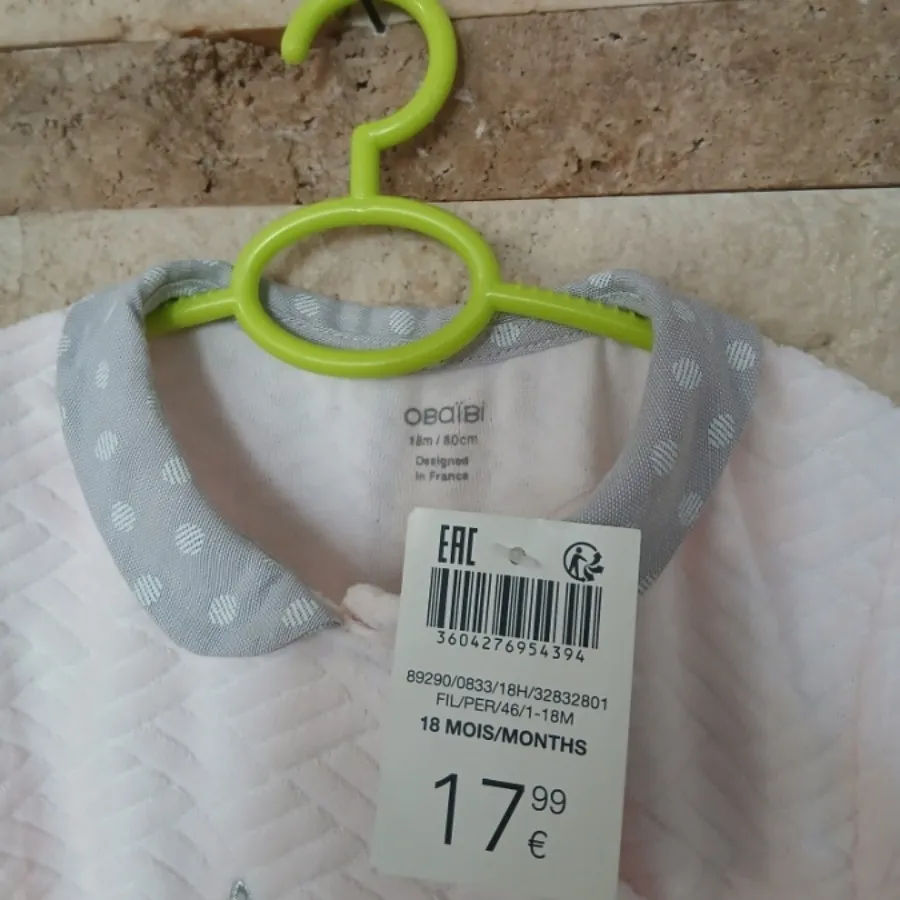 OBaïBi
18m / 80cm
Designed
in France
EAC
3604276954394
89290/0833/18H/32832801
FIL/PER/46/1-18M
18 MOIS/MONTHS
17 99
€